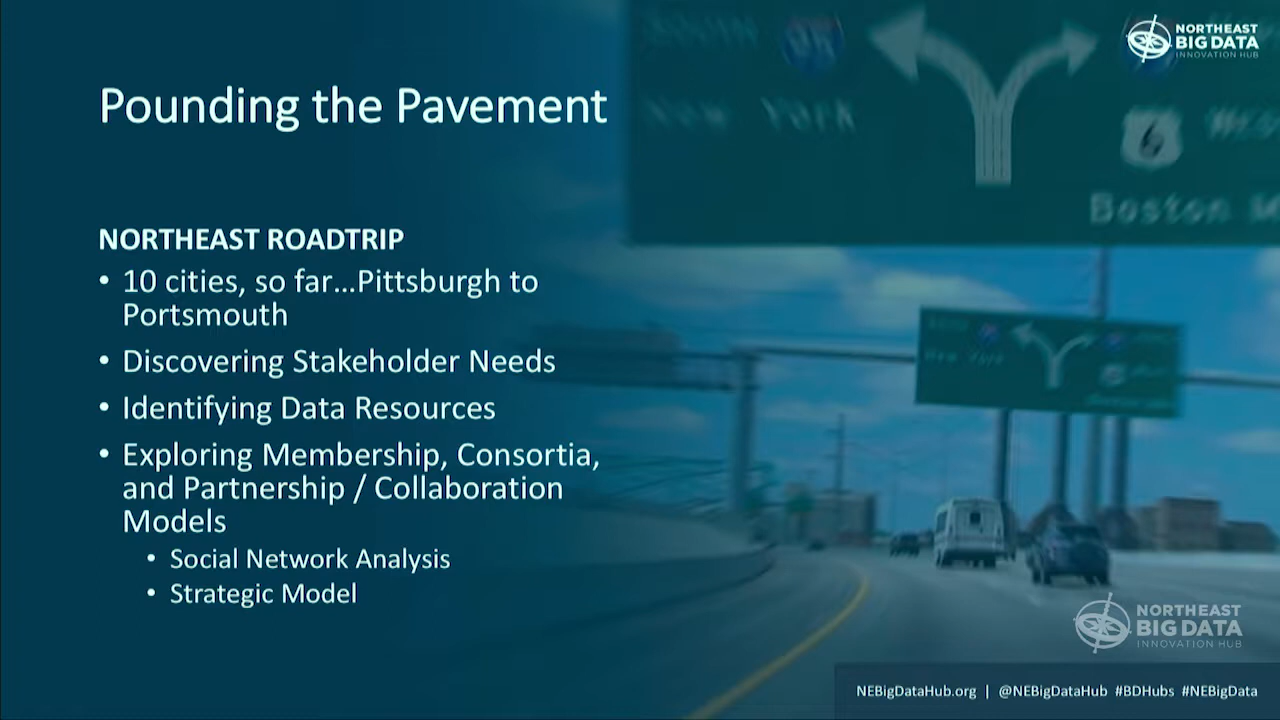 NORTHEAST
BIG DATA
INNOVATION HUB
Pounding the Pavement
New York
6
Boston
NORTHEAST ROADTRIP
• 10 cities, so far...Pittsburgh to
Portsmouth
• Discovering Stakeholder Needs
• Identifying Data Resources
• Exploring Membership, Consortia,
and Partnership / Collaboration
Models
• Social Network Analysis
• Strategic Model
NORTHEAST
BIG DATA
INNOVATION HUB
NEBigDataHub.org | @NEBigDataHub #BDHubs #NEBigData